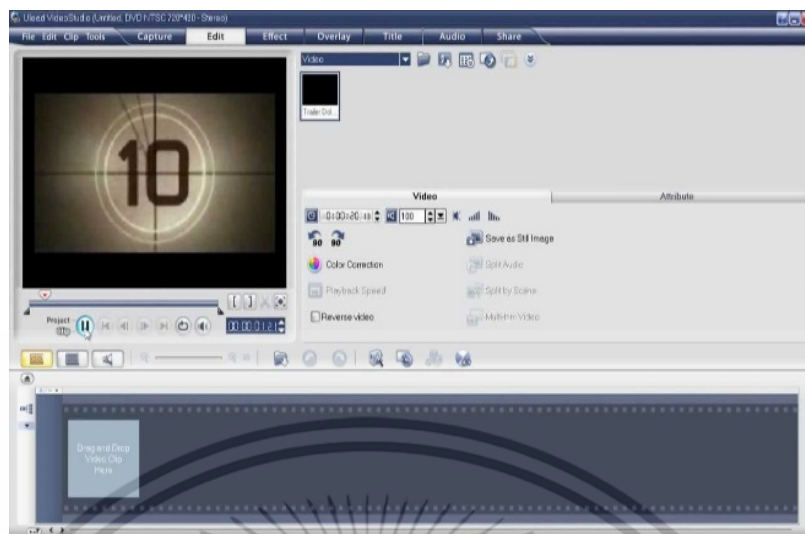 Ulead VideoStudio (Untitled, DVD NTSC 720*480 - Stereo)
File Edit Clip Tools Capture Edit Effect Overlay Title Audio Share
Video
10
Video Attribute
100
90 90 Save as Still Image
Color Correction Split Audio
Playback Speed Split by Scene
Reverse video Multi-trim Video
Project
Drag and Drop
Video Clip
Here